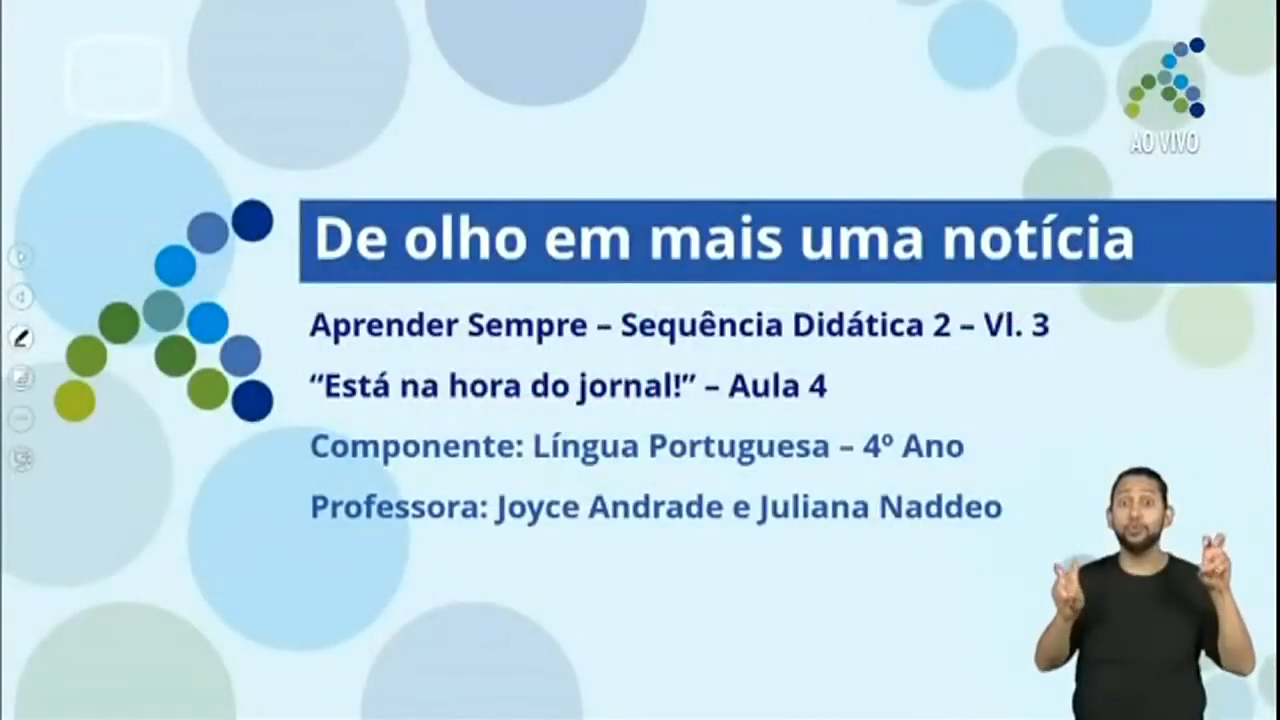 AO VIVO
De olho em mais uma notícia
Aprender Sempre – Sequência Didática 2 – Vl. 3
“Está na hora do jornal!” – Aula 4
Componente: Língua Portuguesa – 4º Ano
Professora: Joyce Andrade e Juliana Naddeo